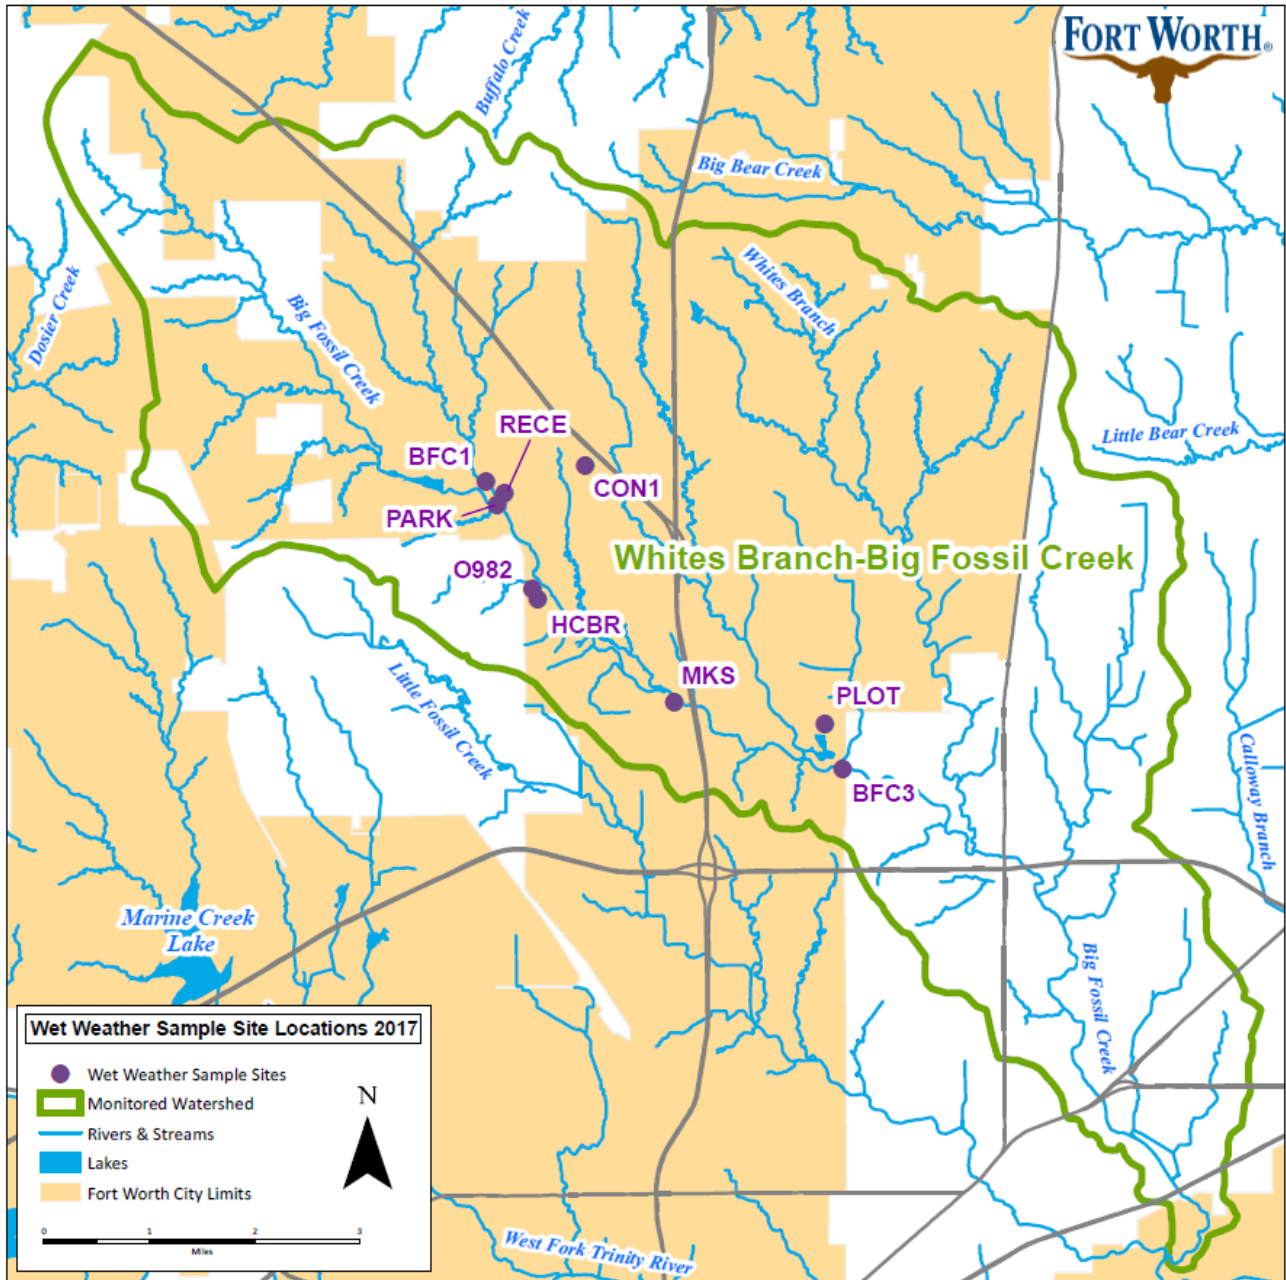 FORT WORTH®
Buffalo Creek
Big Bear Creek
Whites Branch
Dosier Creek
Big Fossil Creek
Little Bear Creek
RECE
BFC1
CON1
PARK
Whites Branch-Big Fossil Creek
O982
HCBR
MKS
Little Fossil Creek
PLOT
BFC3
Calloway Branch
Marine Creek
Lake
Big Fossil Creek
Wet Weather Sample Site Locations 2017
Wet Weather Sample Sites
N
Monitored Watershed
Rivers & Streams
Lakes
Fort Worth City Limits
0 1 2 3
Miles
West Fork Trinity River